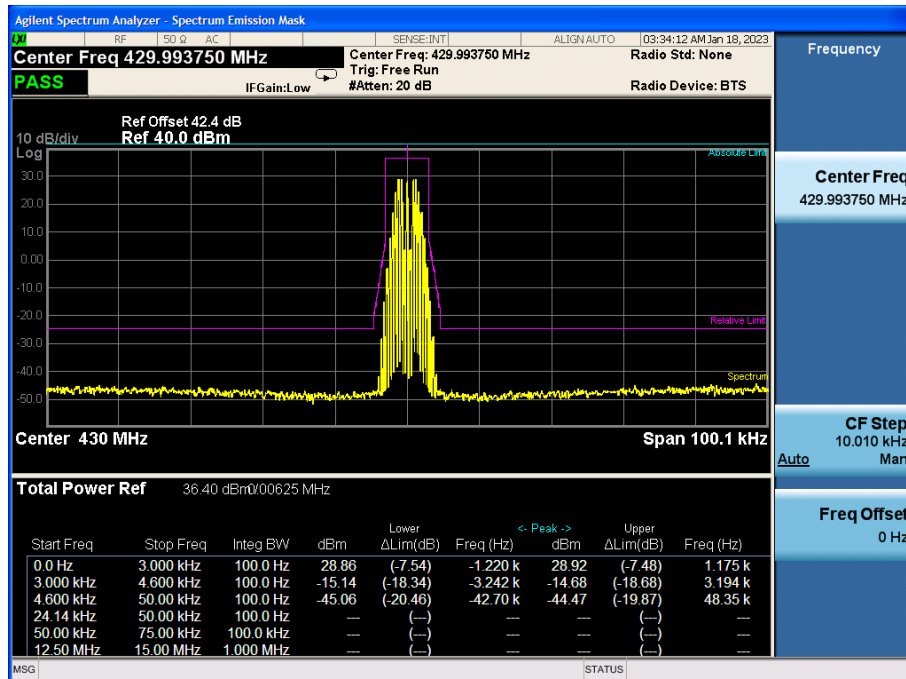 Agilent Spectrum Analyzer - Spectrum Emission Mask
LXI RF 50 Ω AC SENSE:INT ALIGN AUTO 03:34:12 AM Jan 18, 2023
Center Freq 429.993750 MHz
Center Freq: 429.993750 MHz
Radio Std: None
Trig: Free Run
PASS
IFGain:Low
#Atten: 20 dB
Radio Device: BTS
Frequency
Ref Offset 42.4 dB
10 dB/div Ref 40.0 dBm
Log
Absolute Limit
30.0
20.0
10.0
0.00
-10.0
-20.0
Relative Limit
-30.0
-40.0
Spectrum
-50.0
Center 430 MHz
Span 100.1 kHz
Center Freq
429.993750 MHz
CF Step
10.010 kHz
Auto Man
Freq Offset
0 Hz
Total Power Ref 36.40 dBm/0.00625 MHz
Lower <- Peak -> Upper
Start Freq Stop Freq Integ BW dBm ΔLim(dB) Freq (Hz) dBm ΔLim(dB) Freq (Hz)
0.0 Hz 3.000 kHz 100.0 Hz 28.86 (-7.54) -1.220 k 28.92 (-7.48) 1.175 k
3.000 kHz 4.600 kHz 100.0 Hz -15.14 (-18.34) -3.242 k -14.68 (-18.68) 3.194 k
4.600 kHz 50.00 kHz 100.0 Hz -45.06 (-20.46) -42.70 k -44.47 (-19.87) 48.35 k
24.14 kHz 50.00 kHz 100.0 Hz --- (---) --- --- (---) ---
50.00 kHz 75.00 kHz 100.0 kHz --- (---) --- --- (---) ---
12.50 MHz 15.00 MHz 1.000 MHz --- (---) --- --- (---) ---
MSG STATUS